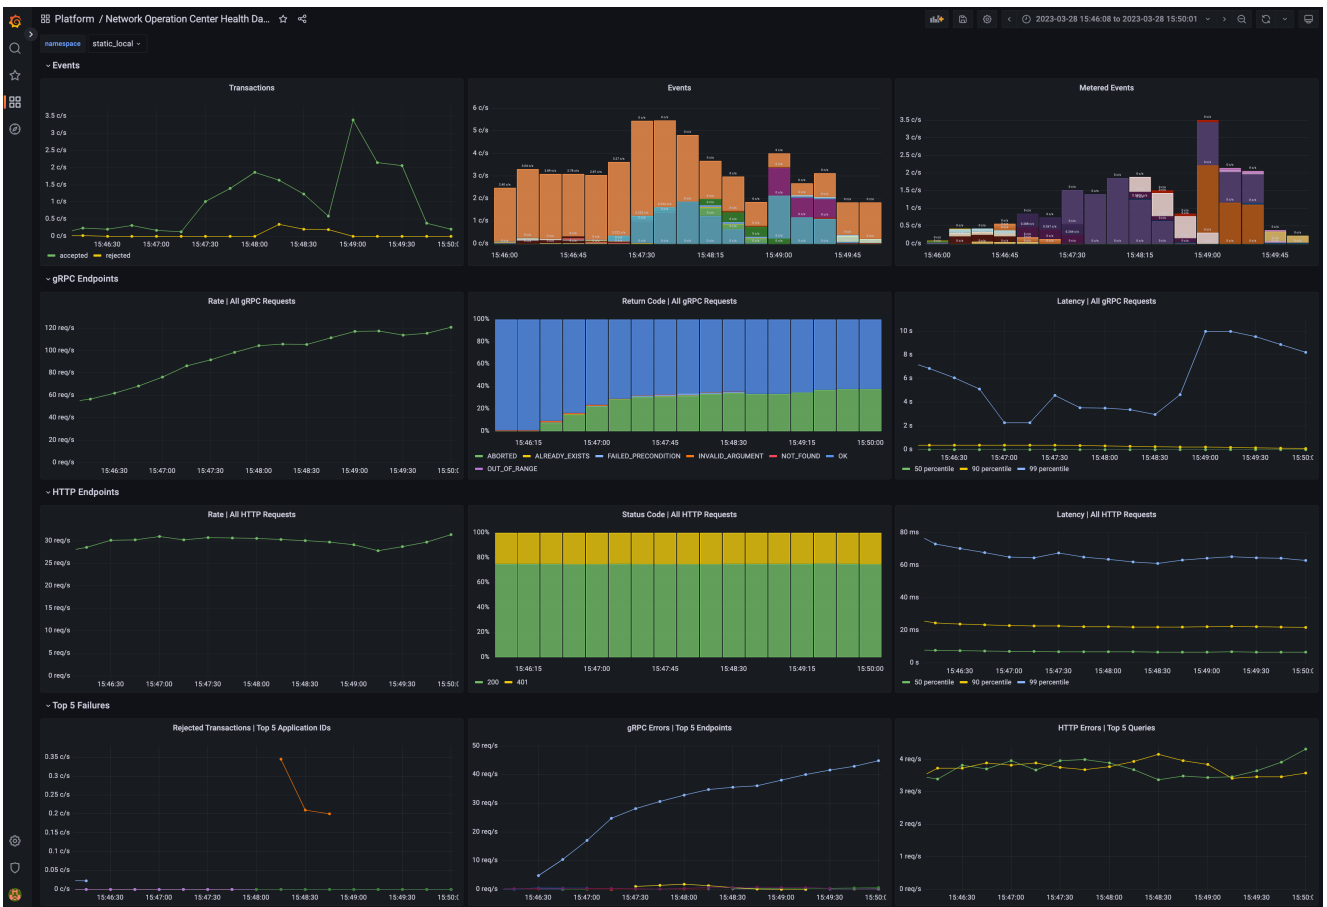 Platform / Network Operation Center Health Da...
2023-03-28 15:46:08 to 2023-03-28 15:50:01
namespace static_local
Events
Transactions
3.5 c/s
3 c/s
2.5 c/s
2 c/s
1.5 c/s
1 c/s
0.5 c/s
0 c/s
15:46:30 15:47:00 15:47:30 15:48:00 15:48:30 15:49:00 15:49:30 15:50:0
accepted rejected
Events
6 c/s
5 c/s
4 c/s
3 c/s
2 c/s
1 c/s
0 c/s
15:46:00 15:46:45 15:47:30 15:48:15 15:49:00 15:49:45
Metered Events
3.5 c/s
3 c/s
2.5 c/s
2 c/s
1.5 c/s
1 c/s
0.5 c/s
0 c/s
15:46:00 15:46:45 15:47:30 15:48:15 15:49:00 15:49:45
gRPC Endpoints
Rate | All gRPC Requests
120 req/s
100 req/s
80 req/s
60 req/s
40 req/s
20 req/s
0 req/s
15:46:30 15:47:00 15:47:30 15:48:00 15:48:30 15:49:00 15:49:30 15:50:0
Return Code | All gRPC Requests
100%
80%
60%
40%
20%
0%
15:46:15 15:47:00 15:47:45 15:48:30 15:49:15 15:50:00
ABORTED ALREADY_EXISTS FAILED_PRECONDITION INVALID_ARGUMENT NOT_FOUND OK
OUT_OF_RANGE
Latency | All gRPC Requests
10 s
8 s
6 s
4 s
2 s
0 s
15:46:30 15:47:00 15:47:30 15:48:00 15:48:30 15:49:00 15:49:30 15:50:0
50 percentile 90 percentile 99 percentile
HTTP Endpoints
Rate | All HTTP Requests
30 req/s
25 req/s
20 req/s
15 req/s
10 req/s
5 req/s
0 req/s
15:46:30 15:47:00 15:47:30 15:48:00 15:48:30 15:49:00 15:49:30 15:50:0
Status Code | All HTTP Requests
100%
80%
60%
40%
20%
0%
15:46:15 15:47:00 15:47:45 15:48:30 15:49:15 15:50:00
200 401
Latency | All HTTP Requests
80 ms
60 ms
40 ms
20 ms
0 s
15:46:30 15:47:00 15:47:30 15:48:00 15:48:30 15:49:00 15:49:30 15:50:0
50 percentile 90 percentile 99 percentile
Top 5 Failures
Rejected Transactions | Top 5 Application IDs
0.35 c/s
0.3 c/s
0.25 c/s
0.2 c/s
0.15 c/s
0.1 c/s
0.05 c/s
0 c/s
15:46:30 15:47:00 15:47:30 15:48:00 15:48:30 15:49:00 15:49:30 15:50:0
gRPC Errors | Top 5 Endpoints
50 req/s
40 req/s
30 req/s
20 req/s
10 req/s
0 req/s
15:46:30 15:47:00 15:47:30 15:48:00 15:48:30 15:49:00 15:49:30 15:50:0
HTTP Errors | Top 5 Queries
4 req/s
3 req/s
2 req/s
1 req/s
0 req/s
15:46:30 15:47:00 15:47:30 15:48:00 15:48:30 15:49:00 15:49:30 15:50:0